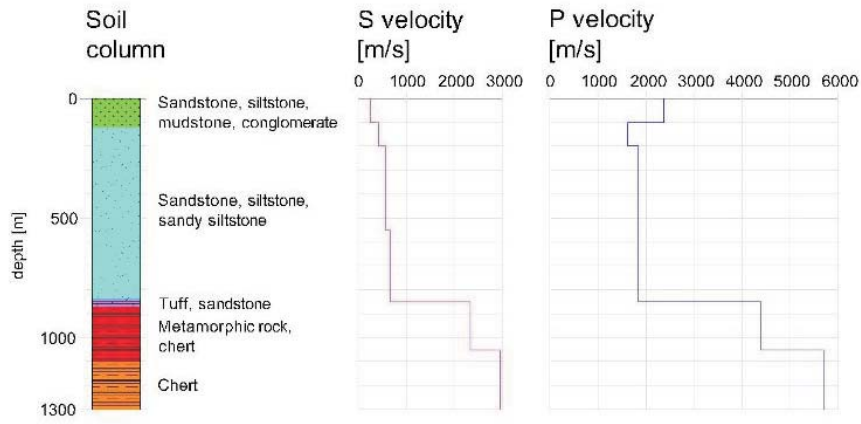 Soil
column
S velocity
[m/s]
P velocity
[m/s]
0 1000 2000 3000
0 1000 2000 3000 4000 5000 6000
depth [m]
0
500
1000
1300
Sandstone, siltstone,
mudstone, conglomerate
Sandstone, siltstone,
sandy siltstone
Tuff, sandstone
Metamorphic rock,
chert
Chert